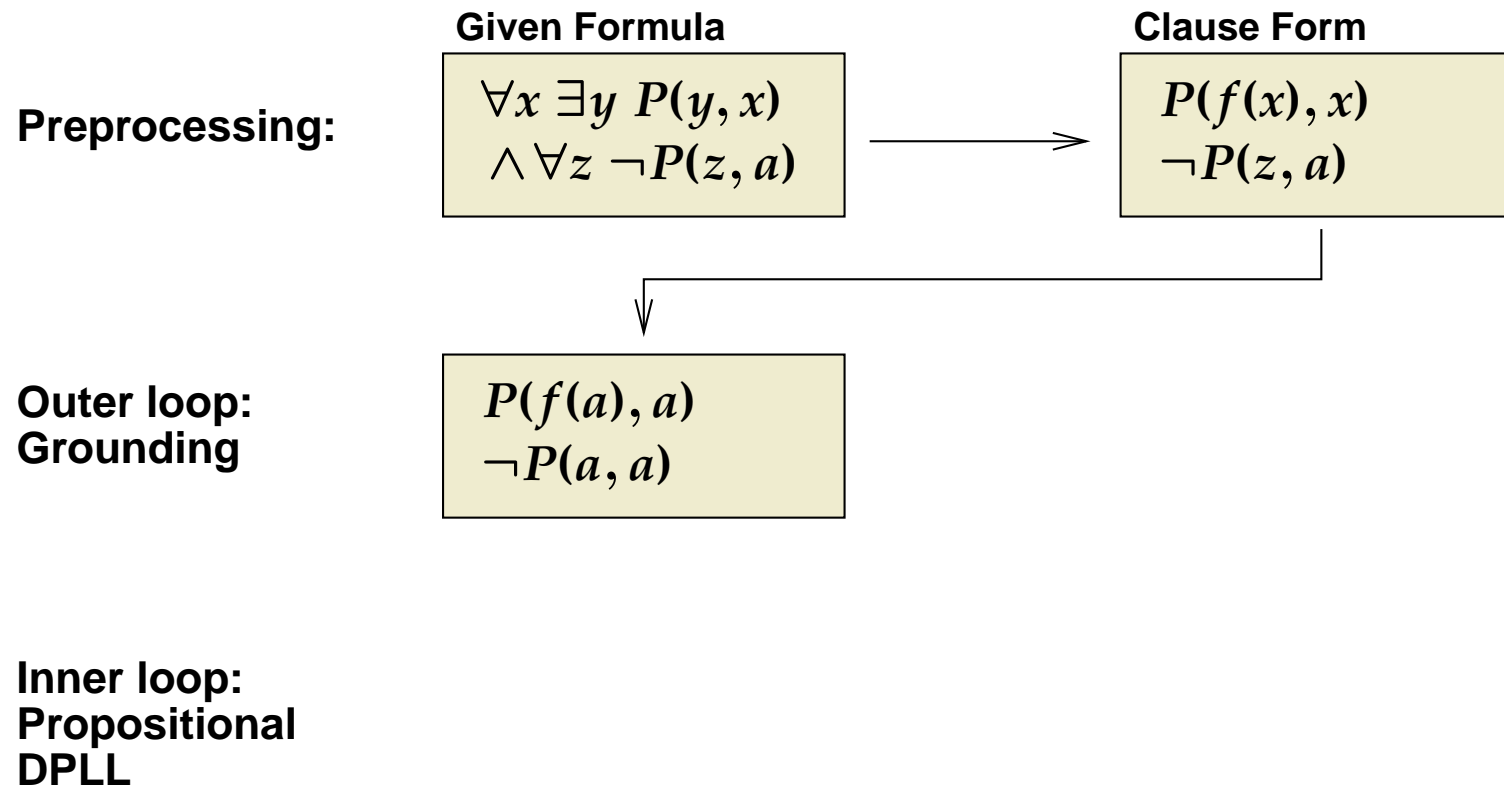 Given Formula
Clause Form
Preprocessing:
∀x ∃y P(y, x)
∧ ∀z ¬P(z, a)
P(f(x), x)
¬P(z, a)
Outer loop:
Grounding
P(f(a), a)
¬P(a, a)
Inner loop:
Propositional
DPLL